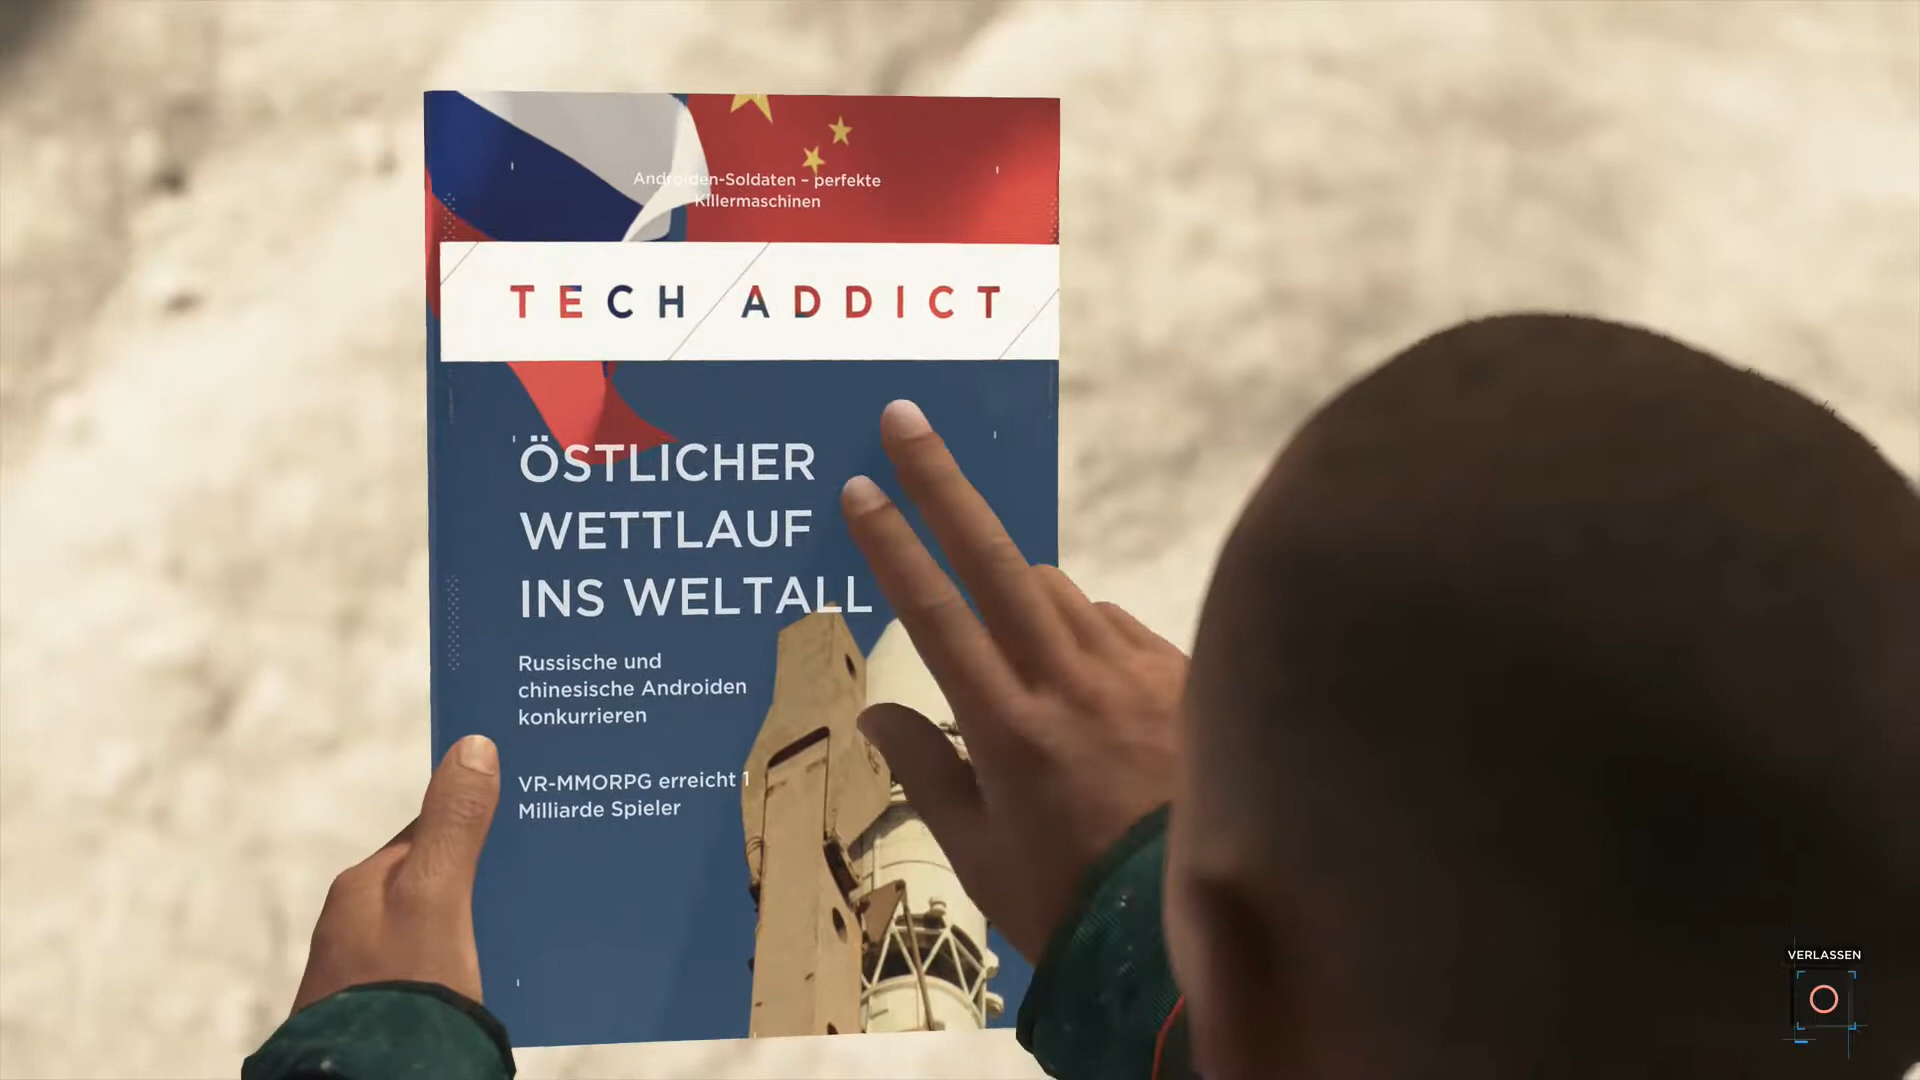 Androiden-Soldaten – perfekte
Killermaschinen
TECH ADDICT
ÖSTLICHER
WETTLAUF
INS WELTALL
Russische und
chinesische Androiden
konkurrieren
VR-MMORPG erreicht 1
Milliarde Spieler
VERLASSEN